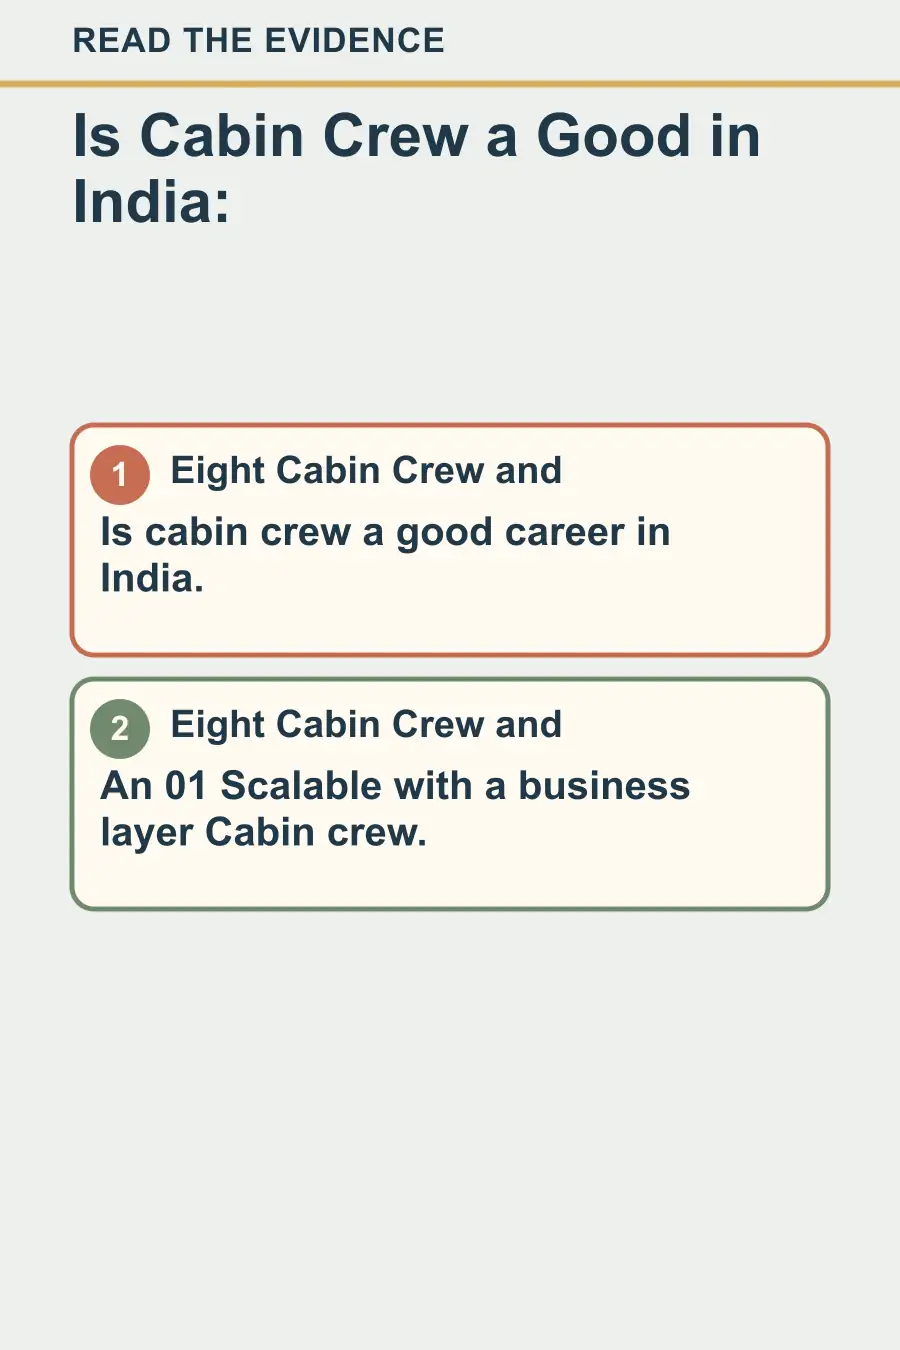 READ THE EVIDENCE
Is Cabin Crew a Good in
India:
1 Eight Cabin Crew and
Is cabin crew a good career in
India.
2 Eight Cabin Crew and
An 01 Scalable with a business
layer Cabin crew.